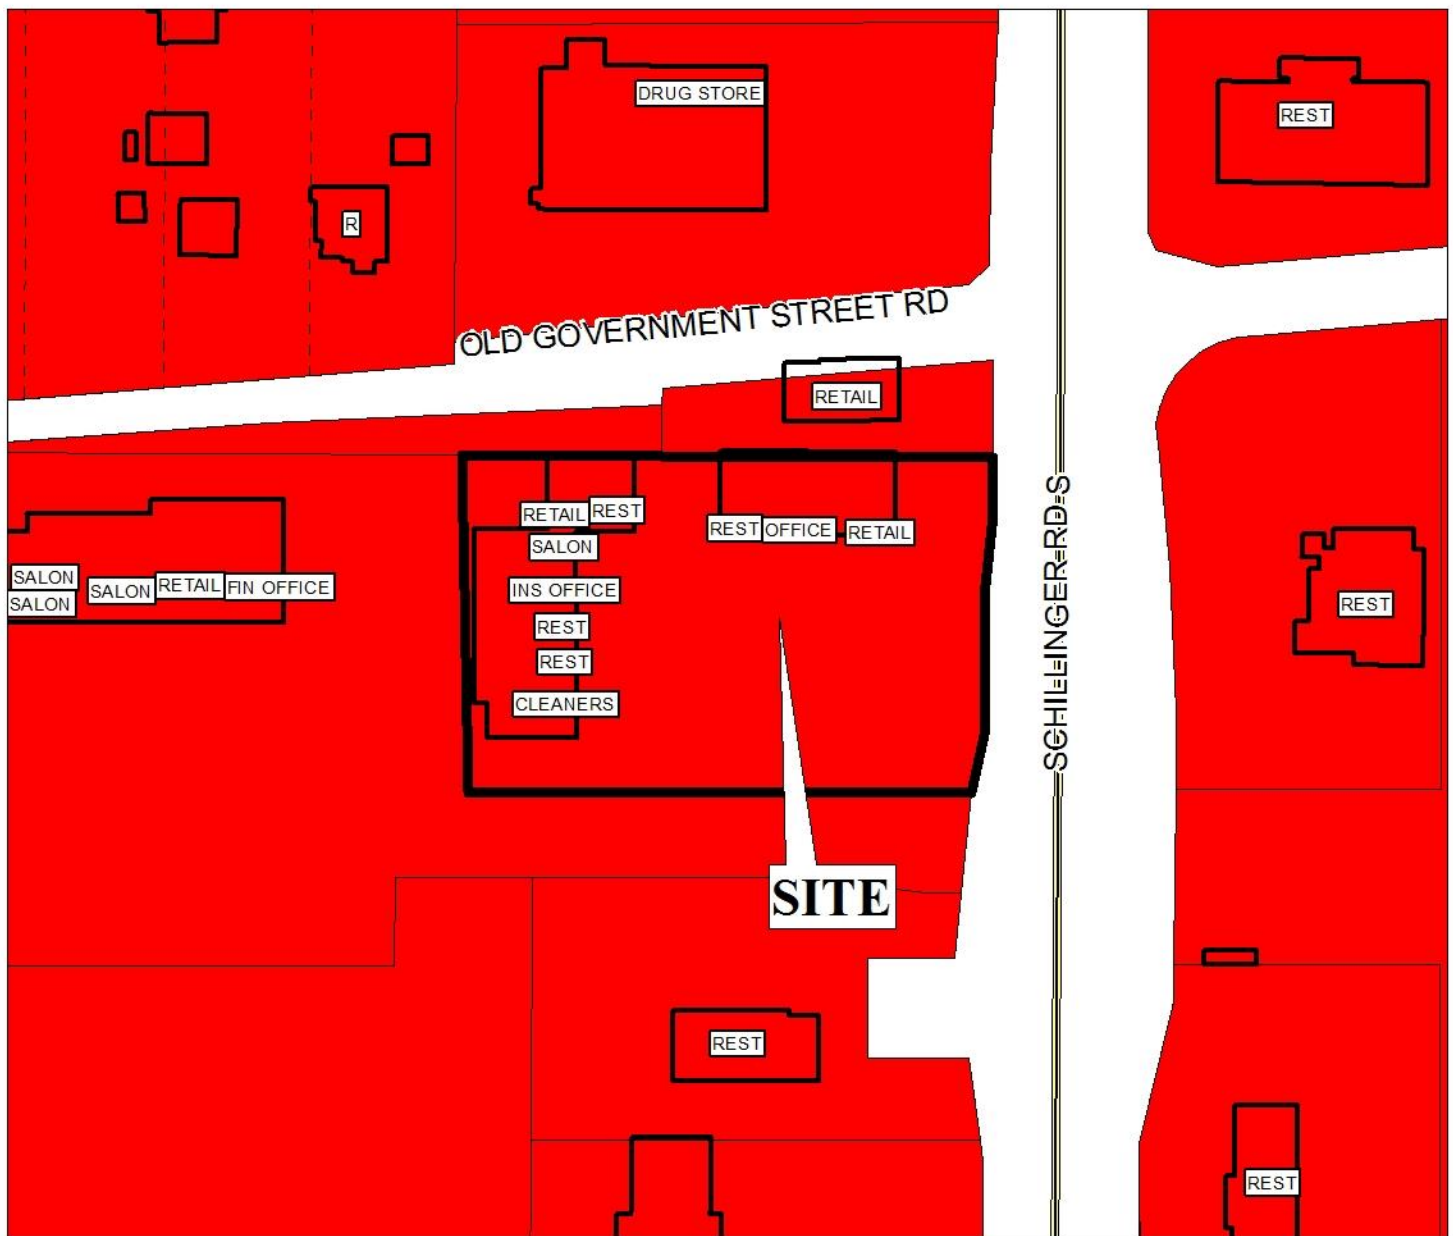 DRUG STORE
REST
R
OLD GOVERNMENT STREET RD
RETAIL
RETAIL REST
SALON
INS OFFICE
REST
REST
CLEANERS
REST OFFICE RETAIL
SALON
SALON
SALON RETAIL FIN OFFICE
SCHILLINGER RD S
REST
SITE
REST
REST